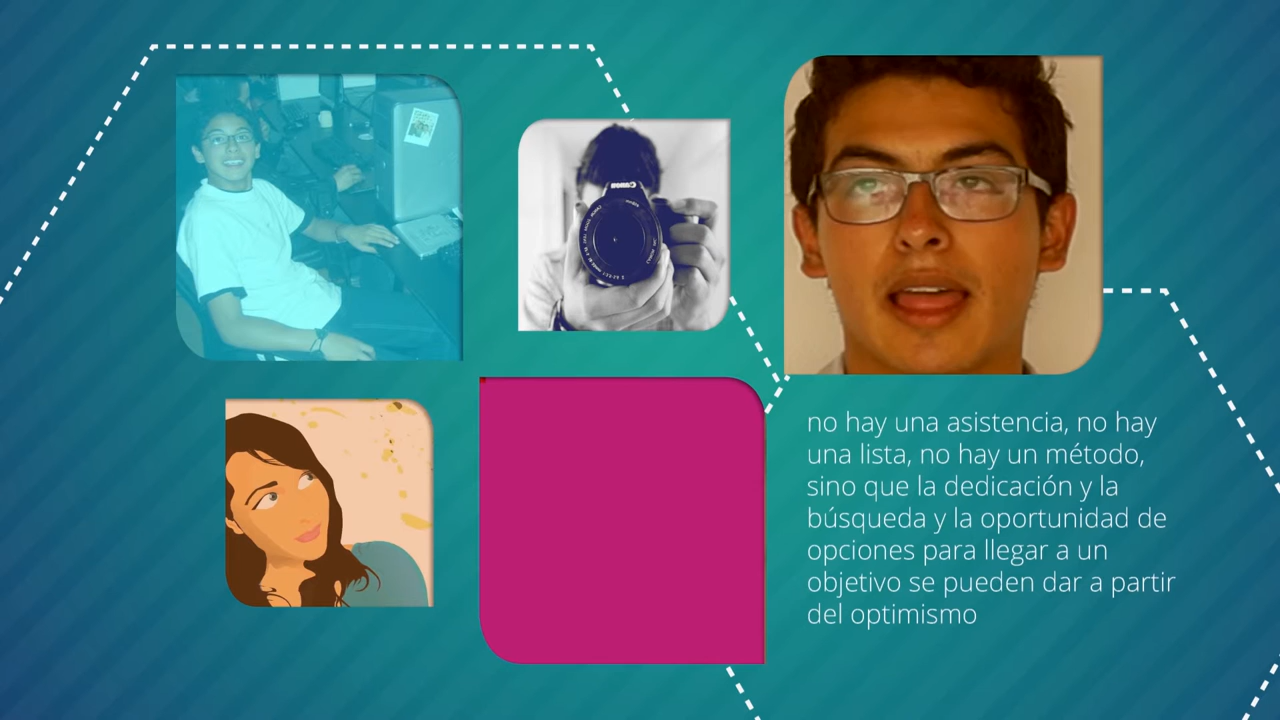 Canon
no hay una asistencia, no hay
una lista, no hay un método,
sino que la dedicación y la
búsqueda y la oportunidad de
opciones para llegar a un
objetivo se pueden dar a partir
del optimismo